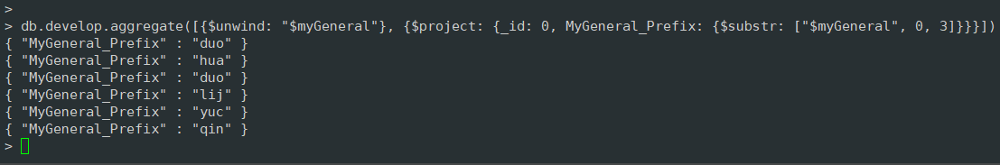 >
> db.develop.aggregate([{$unwind: "$myGeneral"}, {$project: {_id: 0, MyGeneral_Prefix: {$substr: ["$myGeneral", 0, 3]}}}])
{ "MyGeneral_Prefix" : "duo" }
{ "MyGeneral_Prefix" : "hua" }
{ "MyGeneral_Prefix" : "duo" }
{ "MyGeneral_Prefix" : "lij" }
{ "MyGeneral_Prefix" : "yuc" }
{ "MyGeneral_Prefix" : "qin" }
>